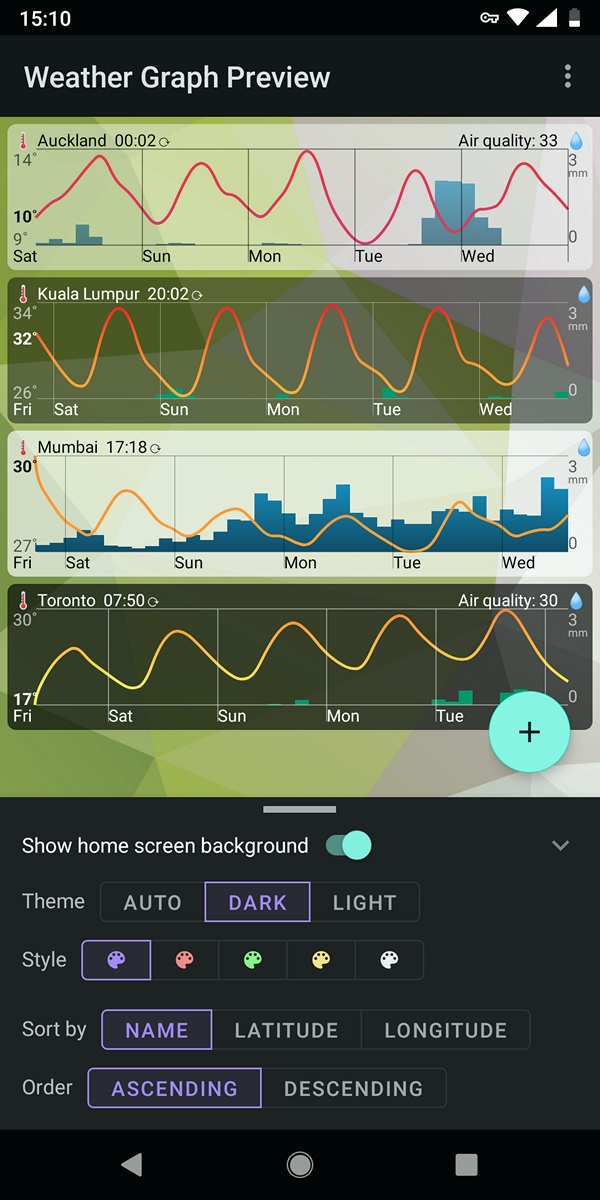 15:10
Weather Graph Preview
Auckland 00:02 Air quality: 33
14° 3
mm
10°
9° 0
Sat Sun Mon Tue Wed
Kuala Lumpur 20:02
34° 3
mm
32°
26° 0
Fri Sat Sun Mon Tue Wed
Mumbai 17:18
30° 3
mm
27° 0
Fri Sat Sun Mon Tue Wed
Toronto 07:50 Air quality: 30
30° 3
mm
17° 0
Fri Sat Sun Mon Tue
+
Show home screen background
Theme AUTO DARK LIGHT
Style
Sort by NAME LATITUDE LONGITUDE
Order ASCENDING DESCENDING